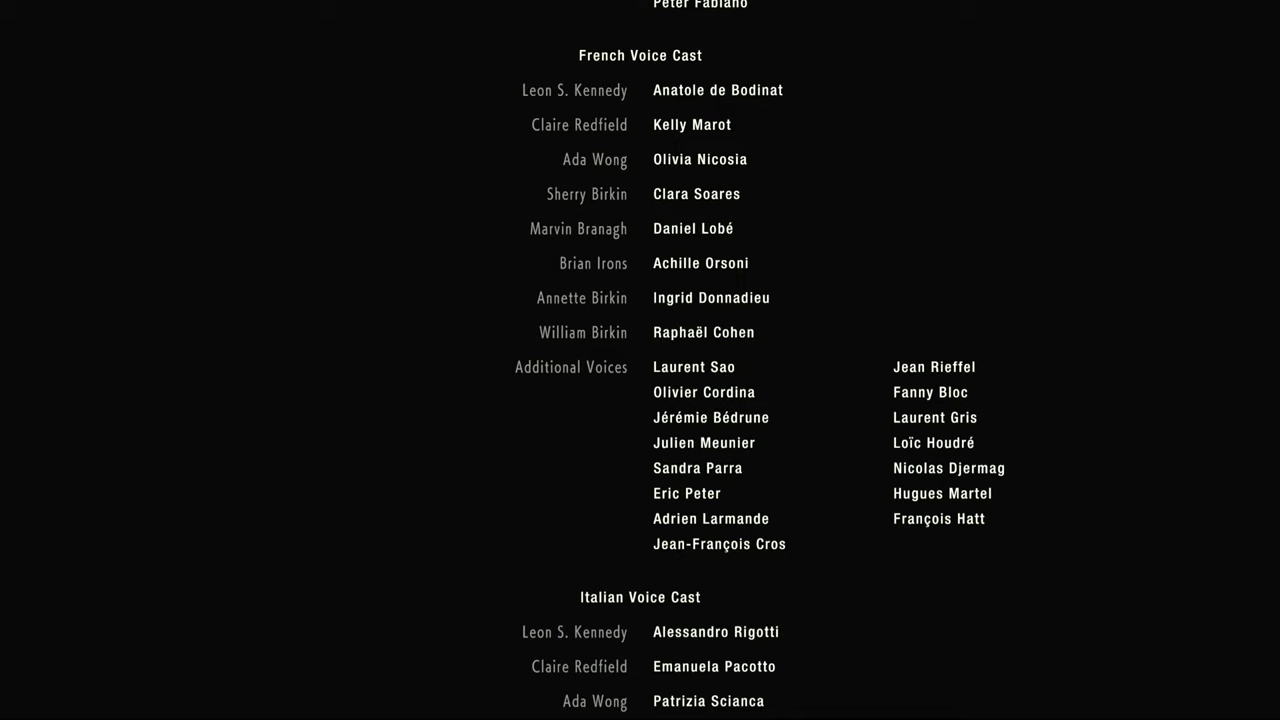 Peter Fabiano
French Voice Cast
Leon S. Kennedy Anatole de Bodinat
Claire Redfield Kelly Marot
Ada Wong Olivia Nicosia
Sherry Birkin Clara Soares
Marvin Branagh Daniel Lobé
Brian Irons Achille Orsoni
Annette Birkin Ingrid Donnadieu
William Birkin Raphaël Cohen
Additional Voices Laurent Sao Jean Rieffel
Olivier Cordina Fanny Bloc
Jérémie Bédrune Laurent Gris
Julien Meunier Loïc Houdré
Sandra Parra Nicolas Djermag
Eric Peter Hugues Martel
Adrien Larmande François Hatt
Jean-François Cros
Italian Voice Cast
Leon S. Kennedy Alessandro Rigotti
Claire Redfield Emanuela Pacotto
Ada Wong Patrizia Scianca